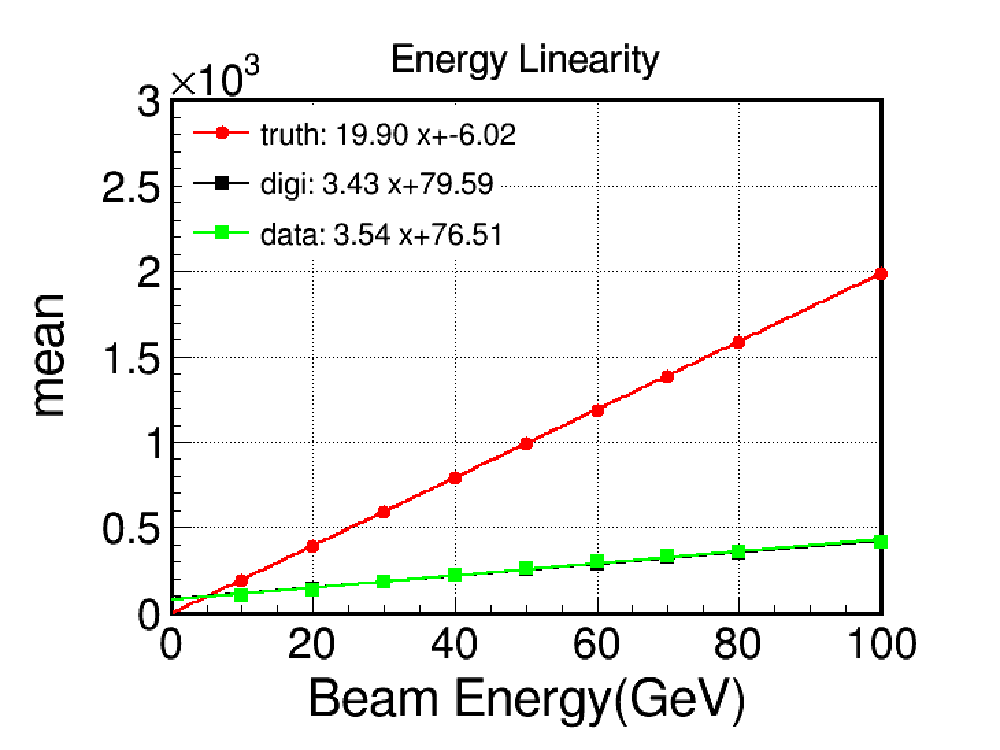 Energy Linearity
×10³
3
2.5
2
1.5
1
0.5
0
truth: 19.90 x+-6.02
digi: 3.43 x+79.59
data: 3.54 x+76.51
mean
0 20 40 60 80 100
Beam Energy(GeV)